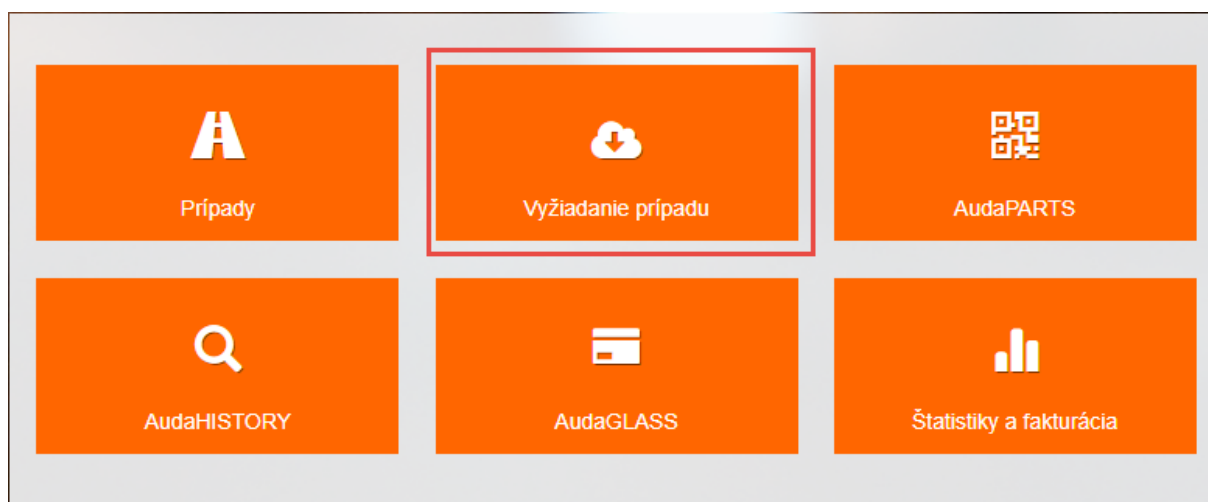 Prípady
Vyžiadanie prípadu
AudaPARTS
AudaHISTORY
AudaGLASS
Štatistiky a fakturácia